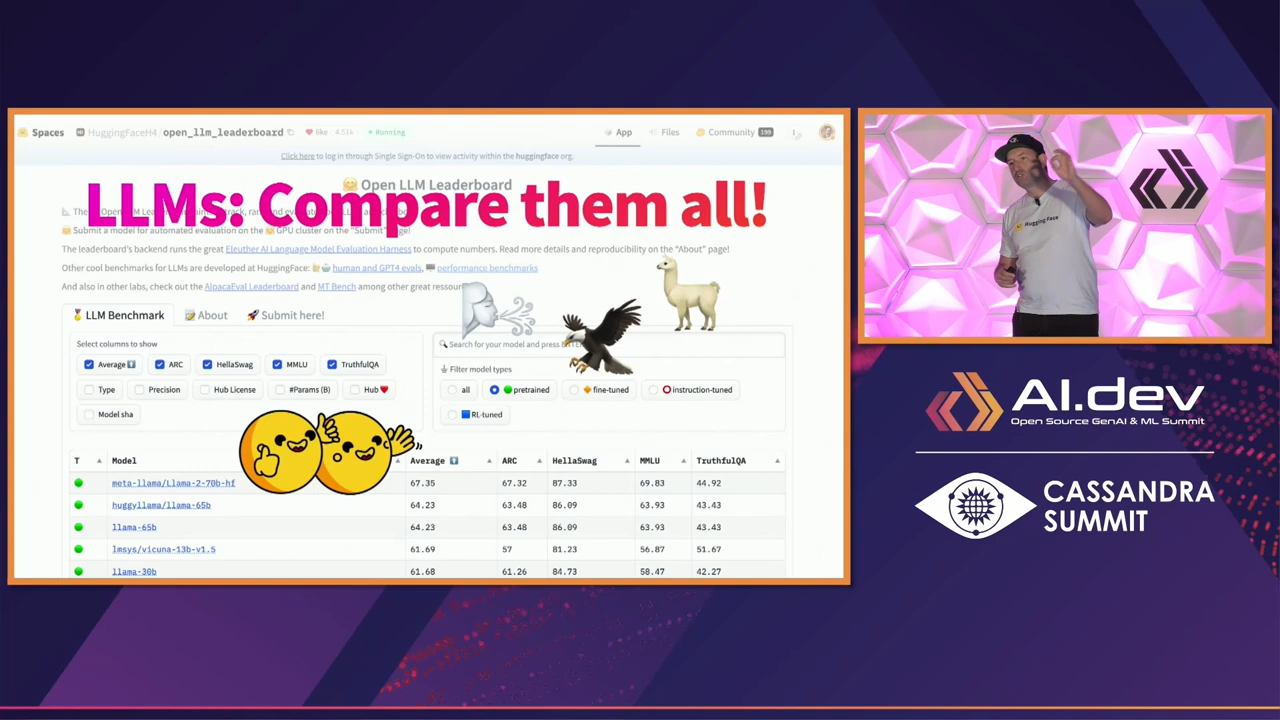 Spaces HuggingFaceH4/open_llm_leaderboard like 4.51k Running App Files Community 199
Click here to log in through Single Sign-On to view activity within the huggingface org.
Open LLM Leaderboard
LLMs: Compare them all!
Submit a model for automated evaluation on the GPU cluster on the "Submit" page!
The leaderboard's backend runs the great Eleuther AI Language Model Evaluation Harness to compute numbers. Read more details and reproducibility on the "About" page!
Other cool benchmarks for LLMs are developed at HuggingFace: human and GPT4 evals, performance benchmarks
And also in other labs, check out the AlpacaEval Leaderboard and MT Bench among other great
LLM Benchmark About Submit here!
Select columns to show
Average ARC HellaSwag MMLU TruthfulQA
Type Precision Hub License #Params (B) Hub
Model sha
Search for your model and press
Filter model types
all pretrained fine-tuned instruction-tuned
RL-tuned
T Model Average ARC HellaSwag MMLU TruthfulQA
meta-llama/Llama-2-70b-hf 67.35 67.32 87.33 69.83 44.92
huggyllama/llama-65b 64.23 63.48 86.09 63.93 43.43
llama-65b 64.23 63.48 86.09 63.93 43.43
lmsys/vicuna-13b-v1.5 61.69 57 81.23 56.87 51.67
llama-30b 61.68 61.26 84.73 58.47 42.27
Hugging Face
AI.dev
Open Source GenAI & ML Summit
CASSANDRA
SUMMIT